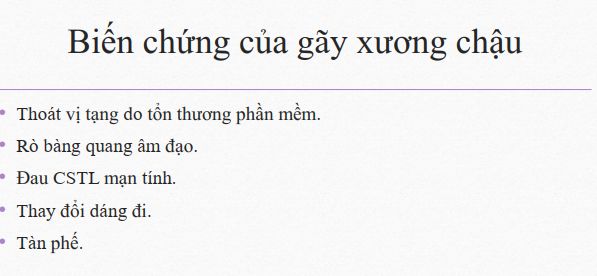 Biến chứng của gãy xương chậu
Thoát vị tạng do tổn thương phần mềm.
Rò bàng quang âm đạo.
Đau CSTL mạn tính.
Thay đổi dáng đi.
Tàn phế.